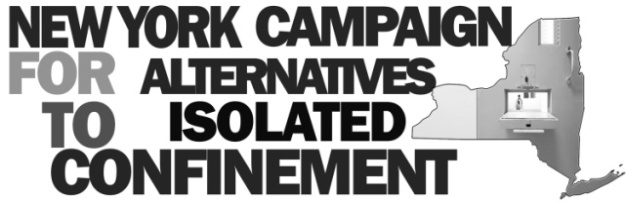 NEW YORK CAMPAIGN
FOR ALTERNATIVES
TO ISOLATED
CONFINEMENT